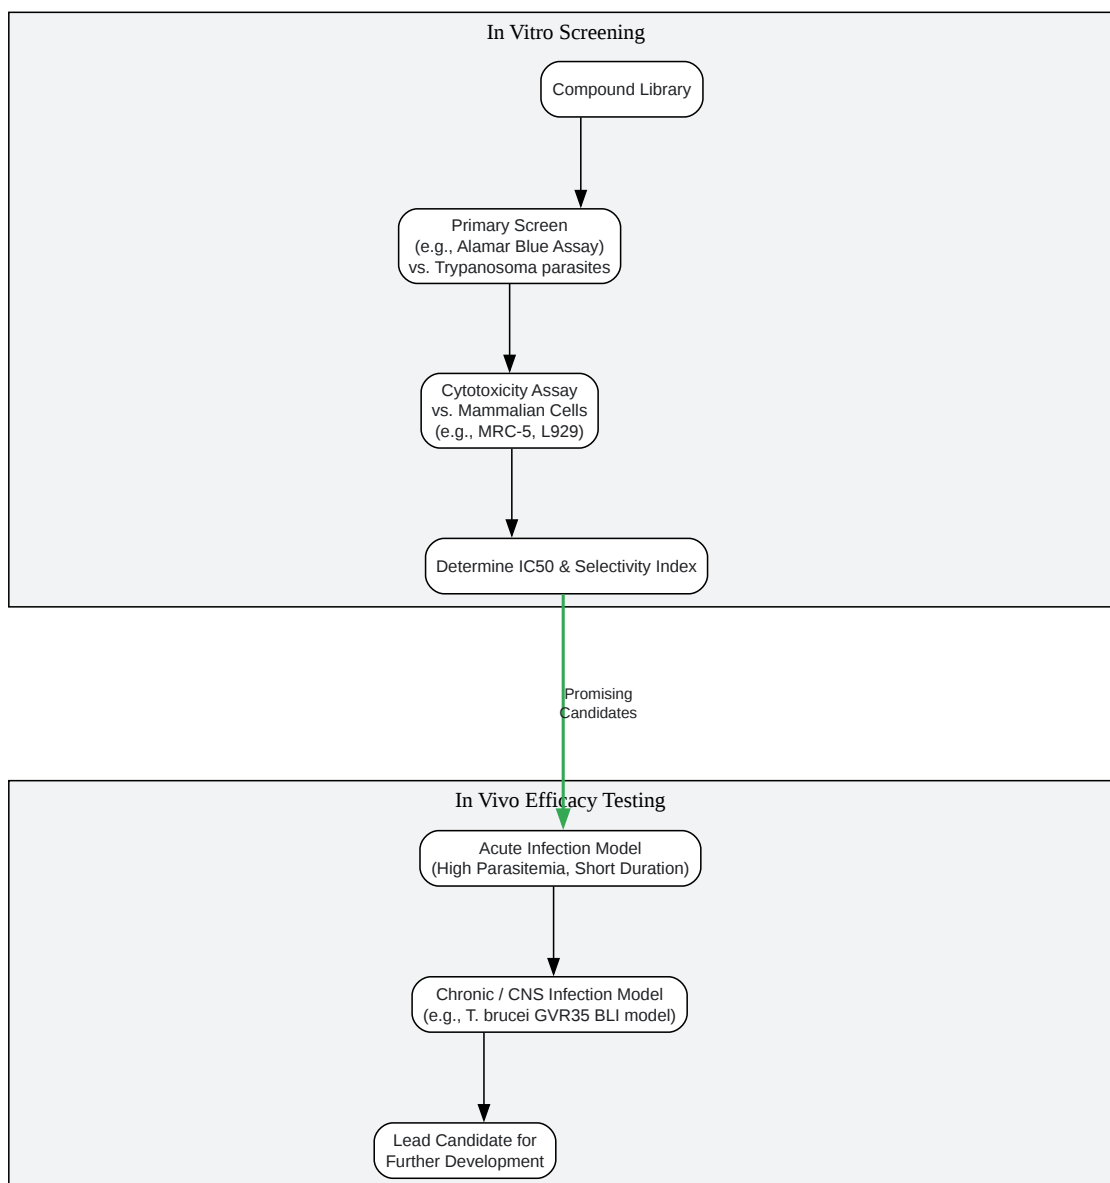 In Vitro Screening
Compound Library
Primary Screen
(e.g., Alamar Blue Assay)
vs. Trypanosoma parasites
Cytotoxicity Assay
vs. Mammalian Cells
(e.g., MRC-5, L929)
Determine IC50 & Selectivity Index
Promising
Candidates
In Vivo Efficacy Testing
Acute Infection Model
(High Parasitemia, Short Duration)
Chronic / CNS Infection Model
(e.g., T. brucei GVR35 BLI model)
Lead Candidate for
Further Development